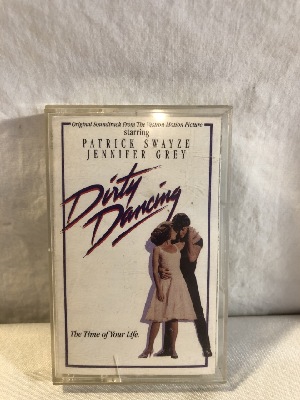 Original Soundtrack From The Vestron Motion Picture
starring
PATRICK SWAYZE
JENNIFER GREY
Dirty
Dancing
The Time of Your Life.